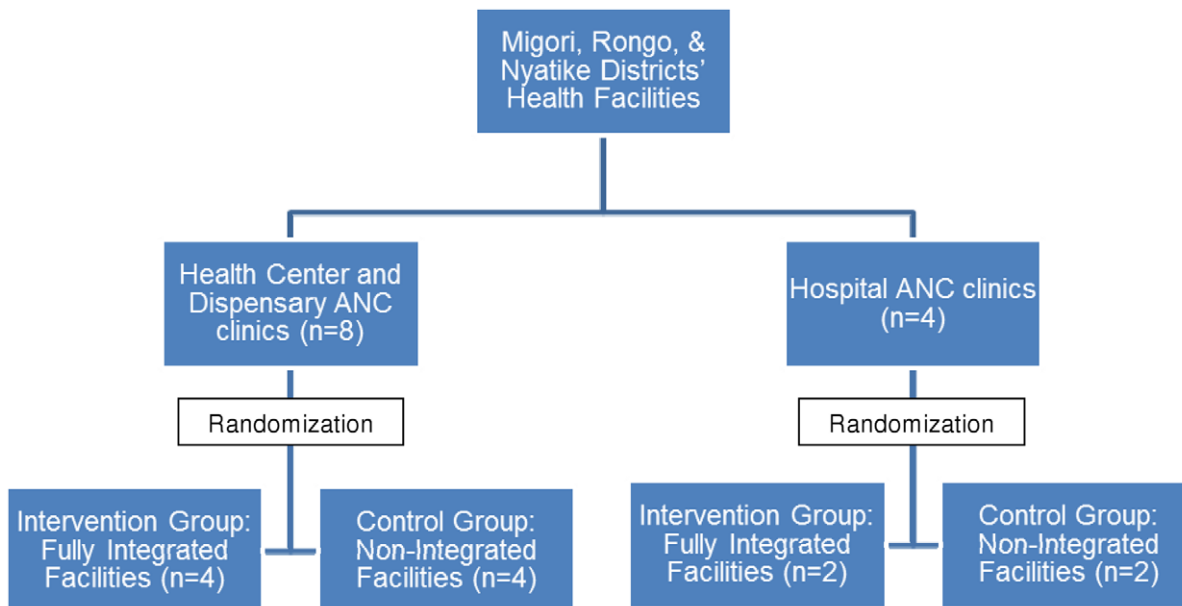 Migori, Rongo, &
Nyatike Districts'
Health Facilities
Health Center and
Dispensary ANC
clinics (n=8)
Hospital ANC clinics
(n=4)
Randomization
Randomization
Intervention Group:
Fully Integrated
Facilities (n=4)
Control Group:
Non-Integrated
Facilities (n=4)
Intervention Group:
Fully Integrated
Facilities (n=2)
Control Group:
Non-Integrated
Facilities (n=2)